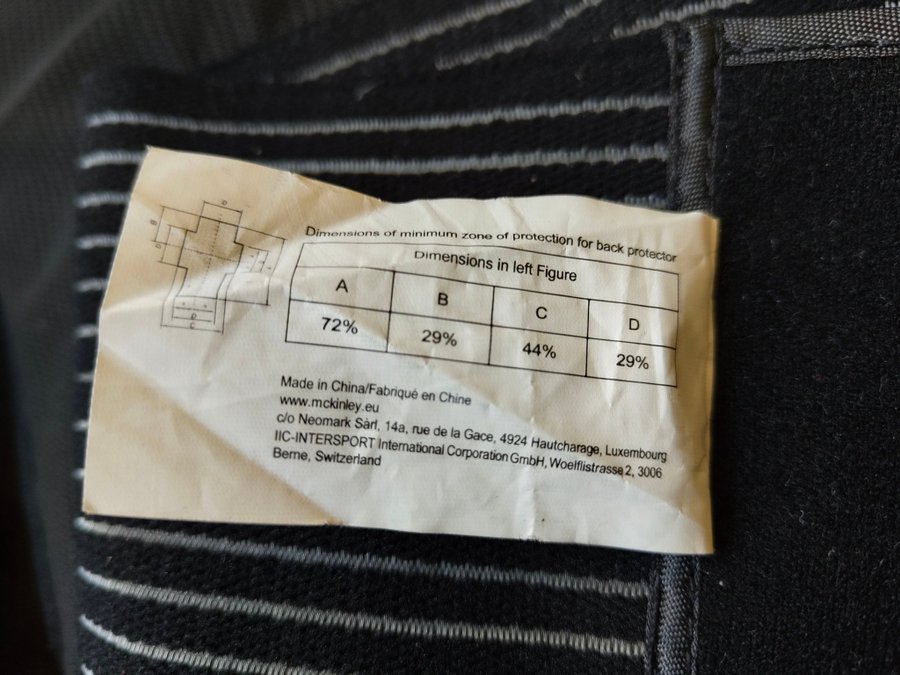 D
B
D
D
C
Dimensions of minimum zone of protection for back protector
Dimensions in left Figure
A B C D
72% 29% 44% 29%
Made in China/Fabriqué en Chine
www.mckinley.eu
c/o Neomark Sàrl, 14a, rue de la Gace, 4924 Hautcharage, Luxembourg
IIC-INTERSPORT International Corporation GmbH, Woelflistrasse 2, 3006
Berne, Switzerland